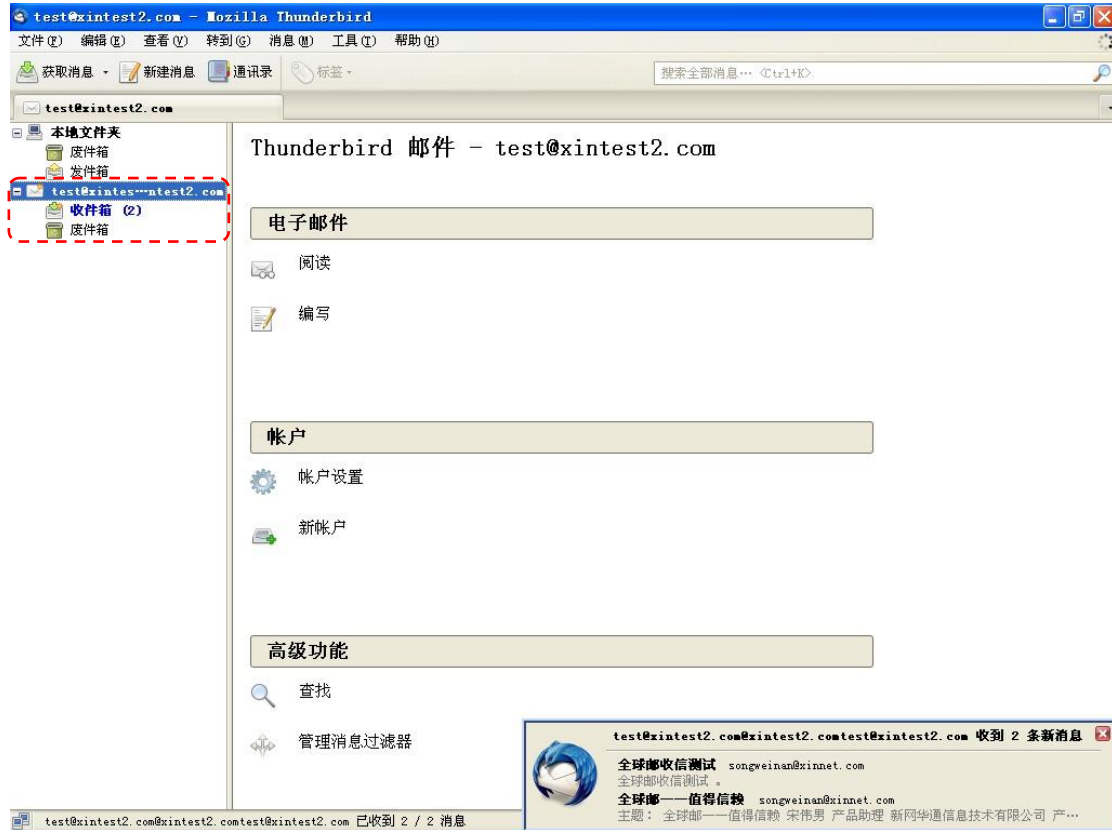 test@xintest2.com - Mozilla Thunderbird
文件(F) 编辑(E) 查看(V) 转到(G) 消息(M) 工具(T) 帮助(H)
获取消息 新建消息 通讯录 标签 搜索全部消息… <Ctrl+K>
test@xintest2.com
本地文件夹
废件箱
发件箱
test@xintes…ntest2.com
收件箱 (2)
废件箱
Thunderbird 邮件 - test@xintest2.com
电子邮件
阅读
编写
帐户
帐户设置
新帐户
高级功能
查找
管理消息过滤器
test@xintest2.com@xintest2.comtest@xintest2.com 收到 2 条新消息
全球邮收信测试 songweinan@xinnet.com
全球邮收信测试 。
全球邮——值得信赖 songweinan@xinnet.com
主题： 全球邮——值得信赖 宋伟男 产品助理 新网华通信息技术有限公司 产…
test@xintest2.com@xintest2.comtest@xintest2.com 已收到 2 / 2 消息